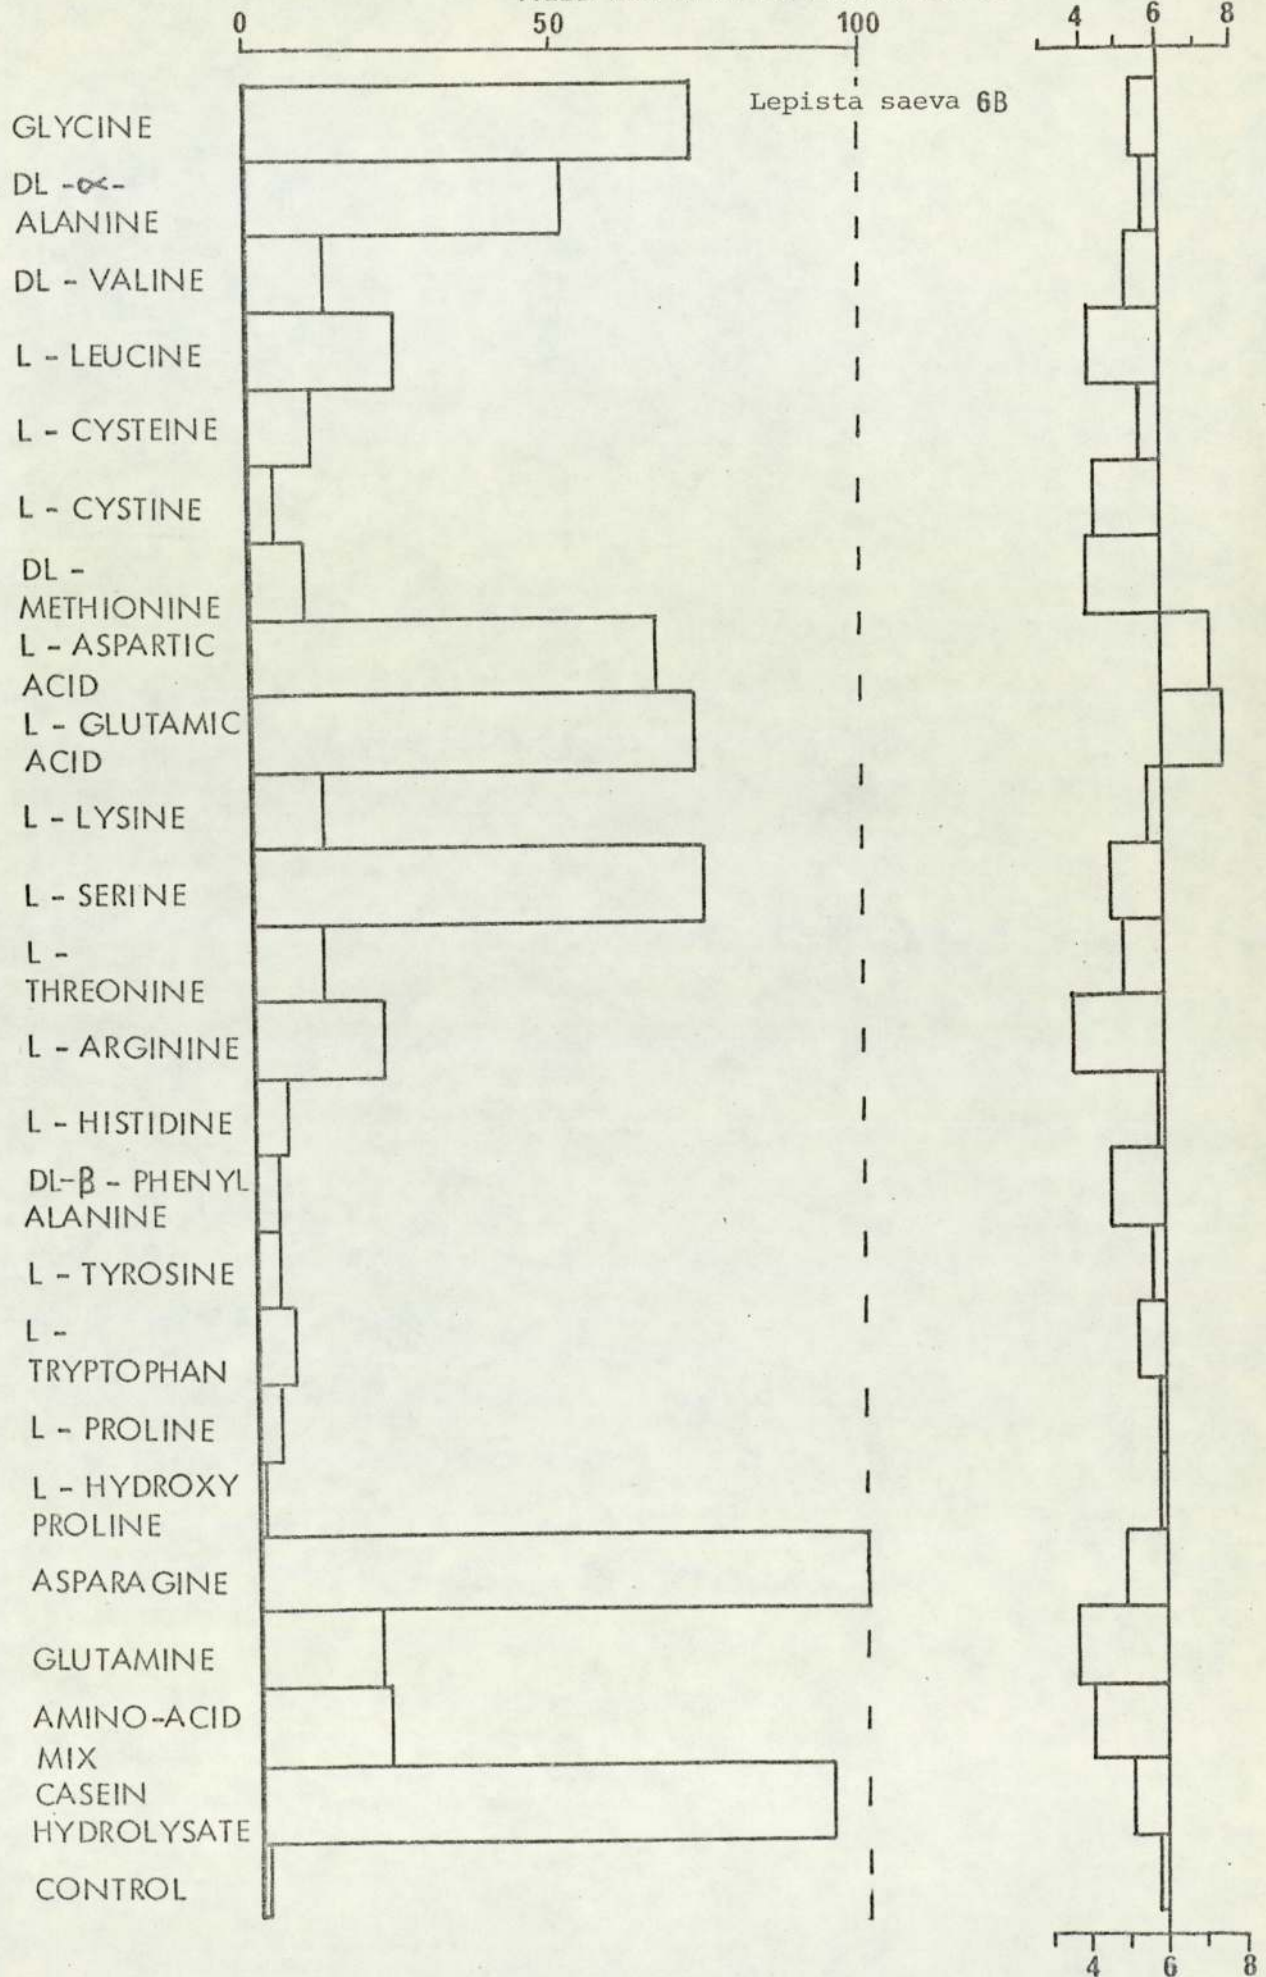 0 50 100 4 6 8
Lepista saeva 6B
GLYCINE
DL -∝-
ALANINE
DL - VALINE
L - LEUCINE
L - CYSTEINE
L - CYSTINE
DL -
METHIONINE
L - ASPARTIC
ACID
L - GLUTAMIC
ACID
L - LYSINE
L - SERINE
L -
THREONINE
L - ARGININE
L - HISTIDINE
DL-β - PHENYL
ALANINE
L - TYROSINE
L -
TRYPTOPHAN
L - PROLINE
L - HYDROXY
PROLINE
ASPARAGINE
GLUTAMINE
AMINO-ACID
MIX
CASEIN
HYDROLYSATE
CONTROL
4 6 8